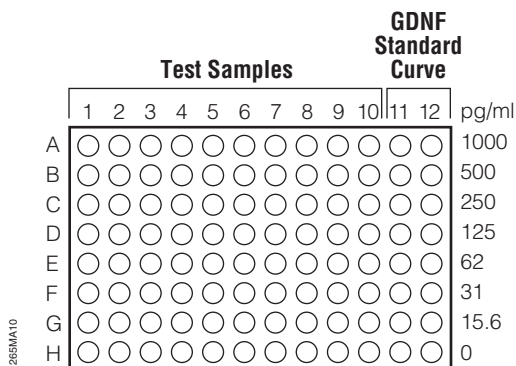 GDNF
Standard
Test Samples Curve
1 2 3 4 5 6 7 8 9 10 11 12 pg/ml
A 1000
B 500
C 250
D 125
E 62
F 31
G 15.6
H 0
265MA10